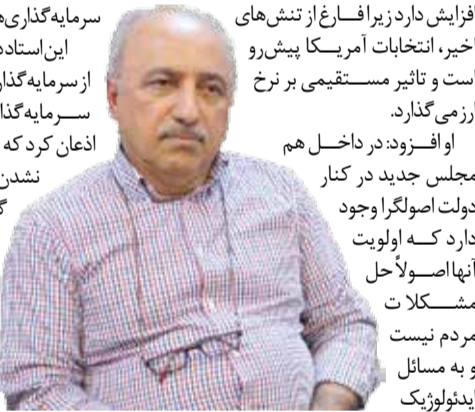 افزایش دارد زیرا فارغ از تنش‌های
اخیر، انتخابات آمریکا پیش‌رو
است و تاثیر مستقیمی بر نرخ
ارز می‌گذارد.
او افزود: در داخل هم
مجلس جدید در کنار
دولت اصولگرا وجود
دارد که اولویت
آنها اصولاً حل
مشکلات
مردم نیست
و به مسائل
ایدئولوژیک
سرمایه‌گذاری‌
این استاد
از سرمایه‌گذار
سرمایه‌گذا
اذعان کرد که
نشدن